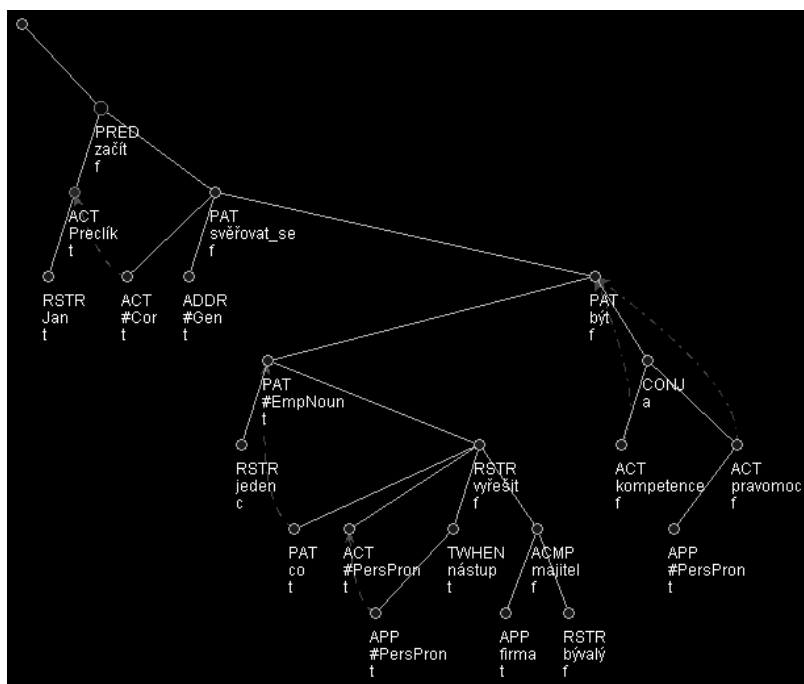 PRED
začít
f
ACT
Preclík
t
PAT
svěřovat_se
f
RSTR
Jan
t
ACT
#Cor
t
ADDR
#Gen
t
PAT
být
f
PAT
#EmpNoun
t
CONJ
a
RSTR
jeden
c
RSTR
vyřešit
f
ACT
kompetence
f
ACT
pravomoc
f
PAT
co
t
ACT
#PersPron
t
TWHEN
nástup
t
ACMP
majitel
f
APP
#PersPron
t
APP
#PersPron
t
APP
firma
t
RSTR
bývalý
f